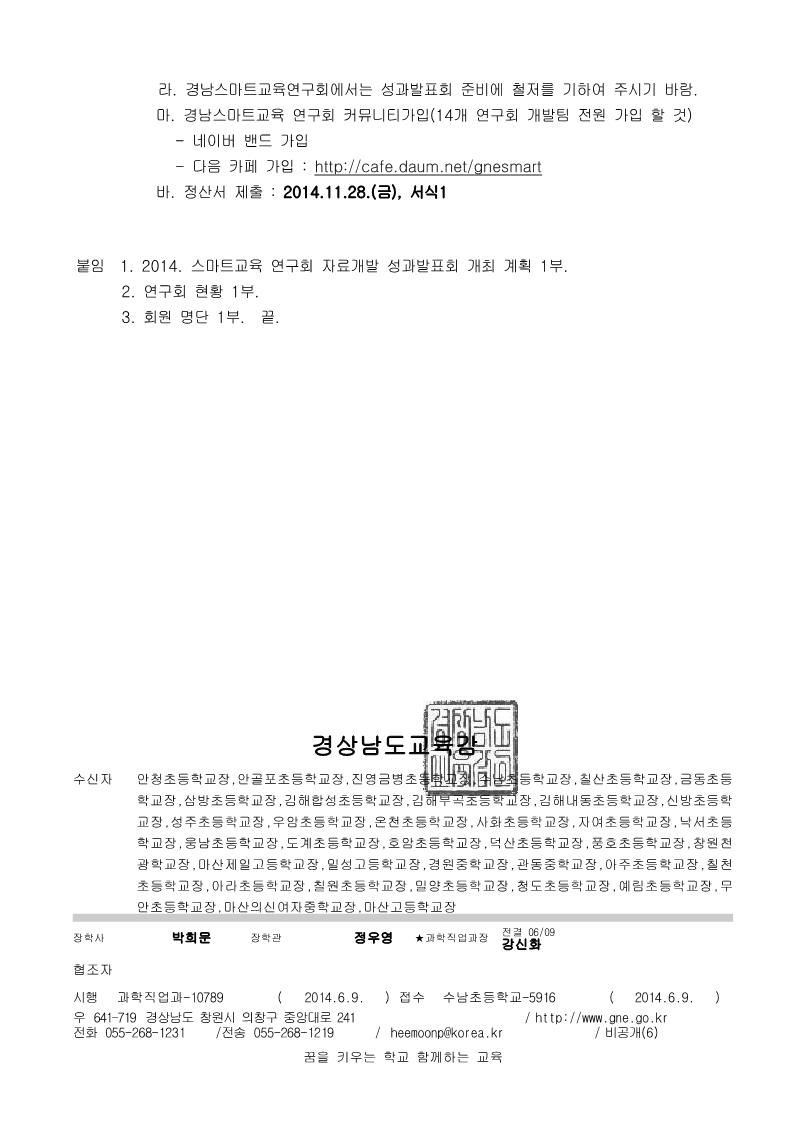 라. 경남스마트교육연구회에서는 성과발표회 준비에 철저를 기하여 주시기 바랑.
마. 경남스마트교육 연구회 커뮤니티가입(14개 연구회 개발팀 전원 가입 할 것)
- 네이버 밴드 가입
- 다음 카페 가입 : http://cafe.daum.net/gnesmart
바. 정산서 제출 : 2014.11.28.(금), 서식1
붙임 1. 2014. 스마트교육 연구회 자료개발 성과발표회 개최 계획 1부.
2. 연구회 현황 1부.
3. 회원 명단 1부. 끝.
경상남도교육감
수신자 안청초등학교장,안골포초등학교장,진영금병초등학교장,수남초등학교장,칠산초등학교장,금동초등
학교장,삼방초등학교장,김해합성초등학교장,김해부곡초등학교장,김해내동초등학교장,신방초등학
교장,성주초등학교장,우암초등학교장,온천초등학교장,사화초등학교장,자여초등학교장,낙서초등
학교장,웅남초등학교장,도계초등학교장,호암초등학교장,덕산초등학교장,풍호초등학교장,창원천
광학교장,마산제일고등학교장,일성고등학교장,경원중학교장,관동중학교장,아주초등학교장,칠천
초등학교장,아라초등학교장,칠원초등학교장,밀양초등학교장,청도초등학교장,예림초등학교장,무
안초등학교장,마산의신여자중학교장,마산고등학교장
장학사 박희운 장학관 정우영 ★과학직업과장 전결 06/09 강신화
협조자
시행 과학직업과-10789 ( 2014.6.9. ) 접수 수남초등학교-5916 ( 2014.6.9. )
우 641-719 경상남도 창원시 의창구 중앙대로 241 / http://www.gne.go.kr
전화 055-268-1231 /전송 055-268-1219 / heemoonp@korea.kr / 비공개(6)
꿈을 키우는 학교 함께하는 교육